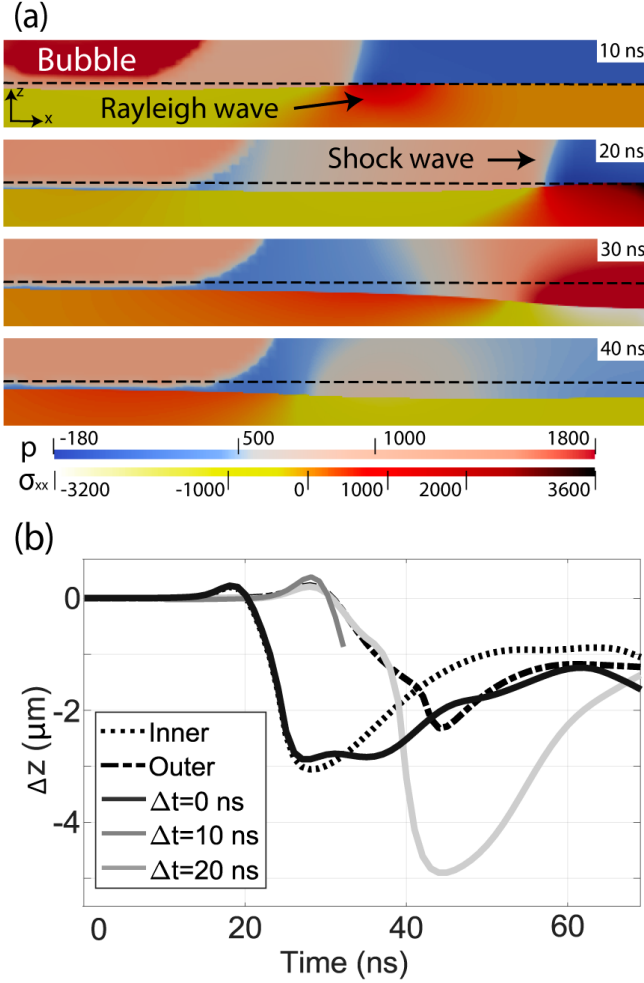 (a)
10 ns
Bubble
z
x
Rayleigh wave
20 ns
Shock wave
30 ns
40 ns
p -180 500 1000 1800
σxx -3200 -1000 0 1000 2000 3600
(b)
0
-2
-4
Δz (μm)
Inner
Outer
Δt=0 ns
Δt=10 ns
Δt=20 ns
0 20 40 60
Time (ns)